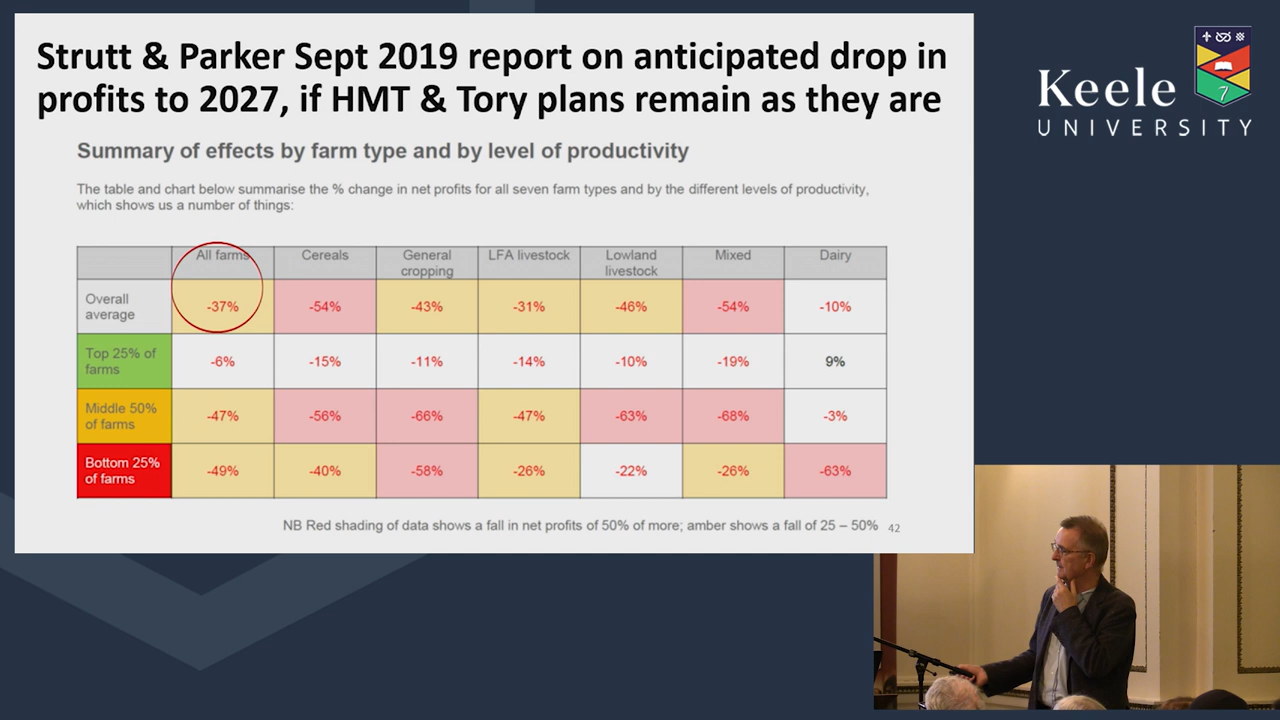 Strutt & Parker Sept 2019 report on anticipated drop in
profits to 2027, if HMT & Tory plans remain as they are
Summary of effects by farm type and by level of productivity
The table and chart below summarise the % change in net profits for all seven farm types and by the different levels of productivity,
which shows us a number of things:
All farms Cereals General cropping LFA livestock Lowland livestock Mixed Dairy
Overall average -37% -54% -43% -31% -46% -54% -10%
Top 25% of farms -6% -15% -11% -14% -10% -19% 9%
Middle 50% of farms -47% -56% -66% -47% -63% -68% -3%
Bottom 25% of farms -49% -40% -58% -26% -22% -26% -63%
NB Red shading of data shows a fall in net profits of 50% of more; amber shows a fall of 25 – 50% 42
Keele
UNIVERSITY